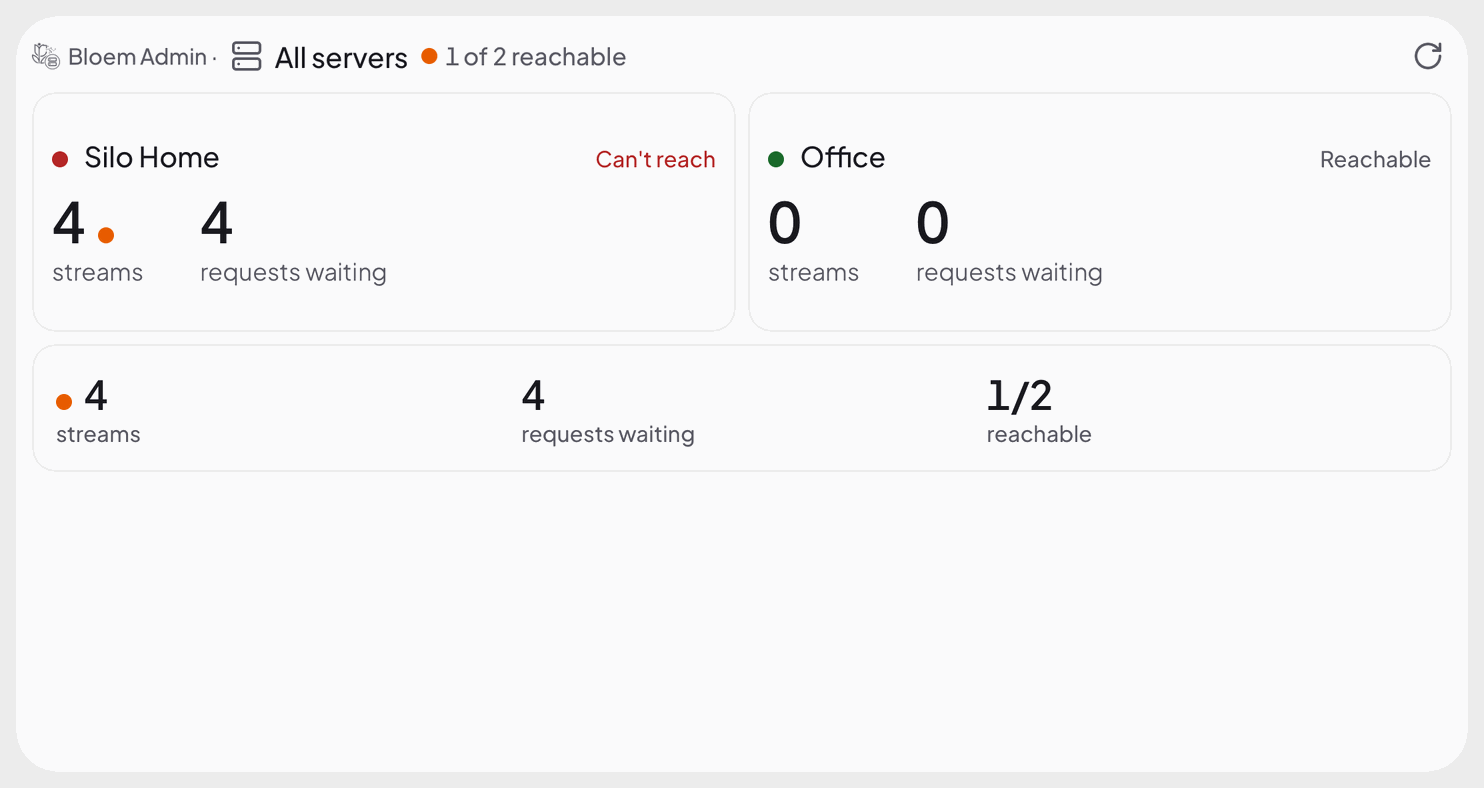 Bloem Admin · All servers 1 of 2 reachable
Silo Home Can't reach
4 4
streams requests waiting
Office Reachable
0 0
streams requests waiting
4 4 1/2
streams requests waiting reachable